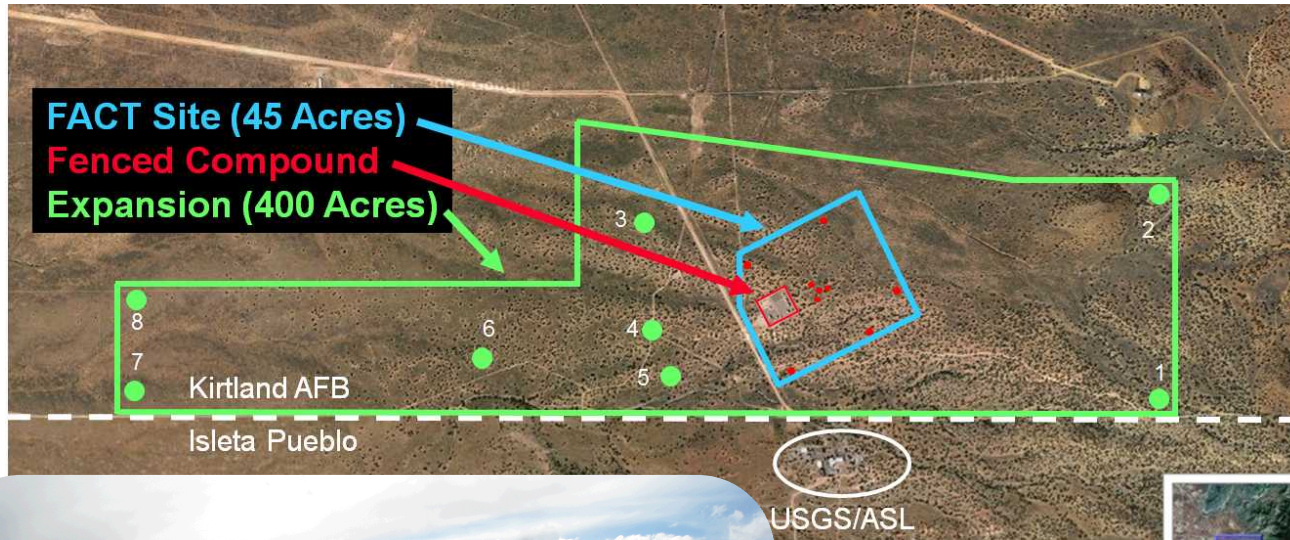 FACT Site (45 Acres)
Fenced Compound
Expansion (400 Acres)
3
2
8
6
4
7
5
1
Kirtland AFB
Isleta Pueblo
USGS/ASL